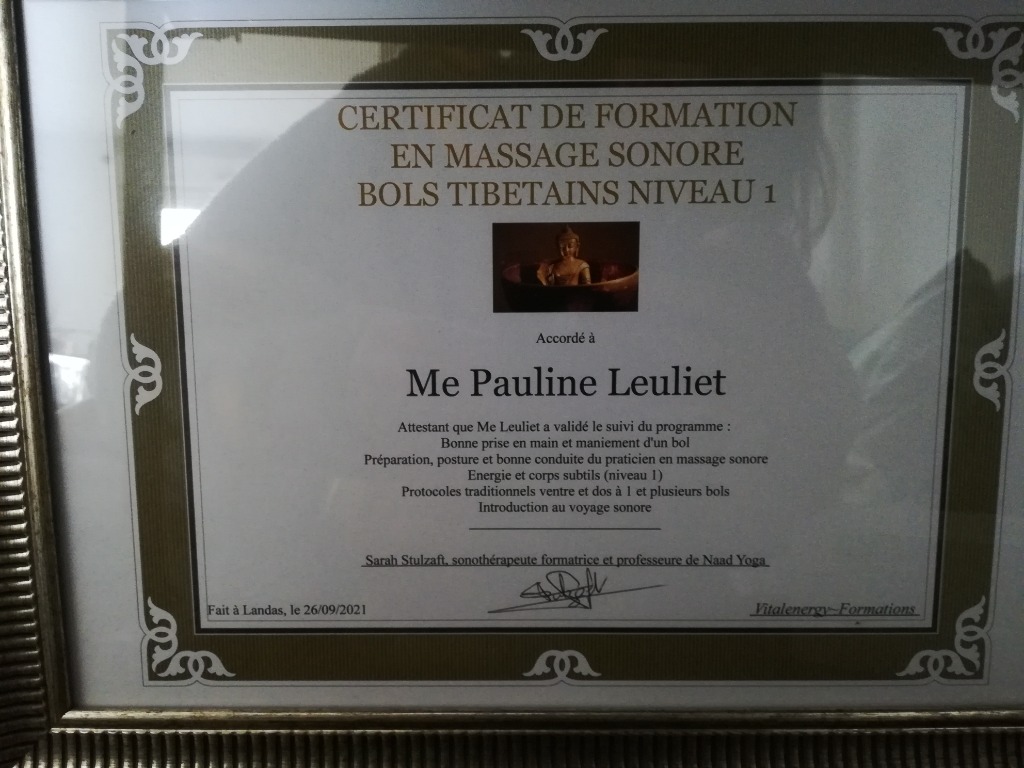 CERTIFICAT DE FORMATION
EN MASSAGE SONORE
BOLS TIBETAINS NIVEAU 1
Accordé à
Me Pauline Leuliet
Attestant que Me Leuliet a validé le suivi du programme :
Bonne prise en main et maniement d'un bol
Préparation, posture et bonne conduite du praticien en massage sonore
Energie et corps subtils (niveau 1)
Protocoles traditionnels ventre et dos à 1 et plusieurs bols
Introduction au voyage sonore
Sarah Stulzaft, sonothérapeute formatrice et professeure de Naad Yoga
Fait à Landas, le 26/09/2021
Vitalenergy-Formations